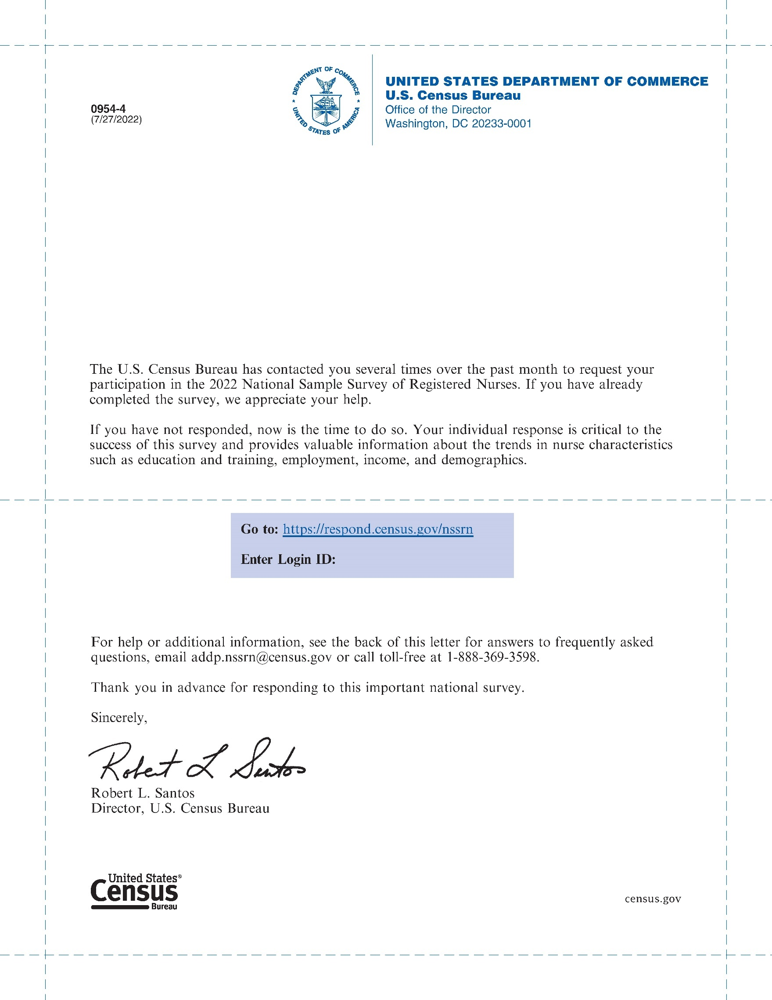 0954-4
(7/27/2022)
DEPARTMENT OF COMMERCE
UNITED STATES OF AMERICA
UNITED STATES DEPARTMENT OF COMMERCE
U.S. Census Bureau
Office of the Director
Washington, DC 20233-0001
The U.S. Census Bureau has contacted you several times over the past month to request your
participation in the 2022 National Sample Survey of Registered Nurses. If you have already
completed the survey, we appreciate your help.
If you have not responded, now is the time to do so. Your individual response is critical to the
success of this survey and provides valuable information about the trends in nurse characteristics
such as education and training, employment, income, and demographics.
Go to: https://respond.census.gov/nssrn
Enter Login ID:
For help or additional information, see the back of this letter for answers to frequently asked
questions, email addp.nssrn@census.gov or call toll-free at 1-888-369-3598.
Thank you in advance for responding to this important national survey.
Sincerely,
Robert L Santos
Robert L. Santos
Director, U.S. Census Bureau
United States®
Census
Bureau
census.gov